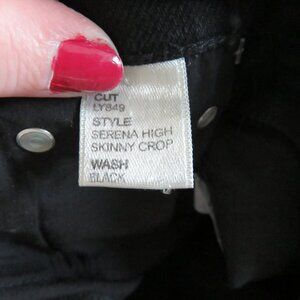 CUT
LY849
STYLE
SERENA HIGH
SKINNY CROP
WASH
BLACK